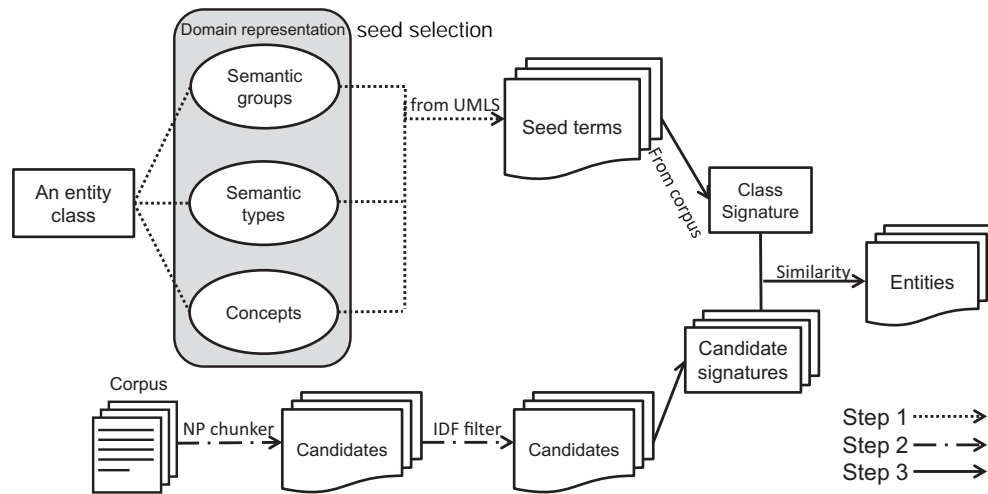 Domain representation
seed selection
Semantic
groups
from UMLS
Seed terms
An entity
class
Semantic
types
From corpus
Class
Signature
Similarity
Entities
Concepts
Candidate
signatures
Corpus
NP chunker
Candidates
IDF filter
Candidates
Step 1
Step 2
Step 3